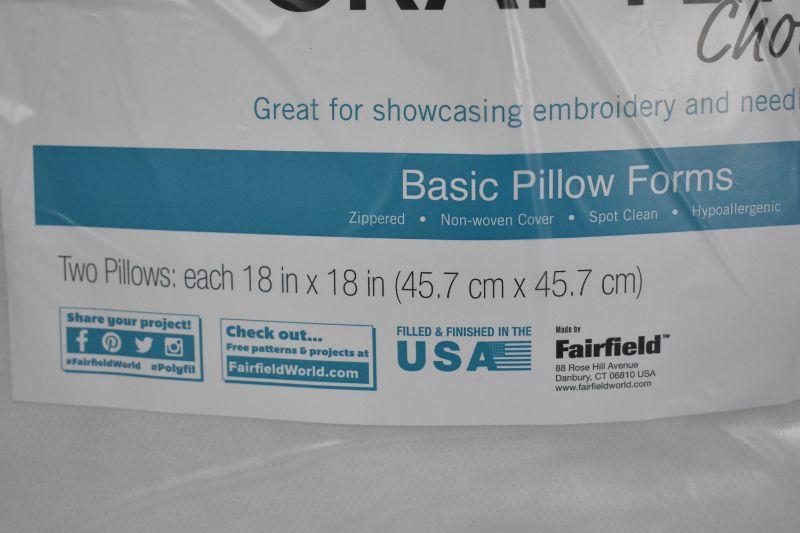 Great for showcasing embroidery and
Basic Pillow Forms
Zippered • Non-woven Cover • Spot Clean • Hypoallergenic
Two Pillows: each 18 in x 18 in (45.7 cm x 45.7 cm)
Share your project!
#FairfieldWorld #Polyfil
Check out...
Free patterns & projects at
FairfieldWorld.com
FILLED & FINISHED IN THE
USA
Made by
Fairfield™
88 Rose Hill Avenue
Danbury, CT 06810 USA
www.fairfieldworld.com